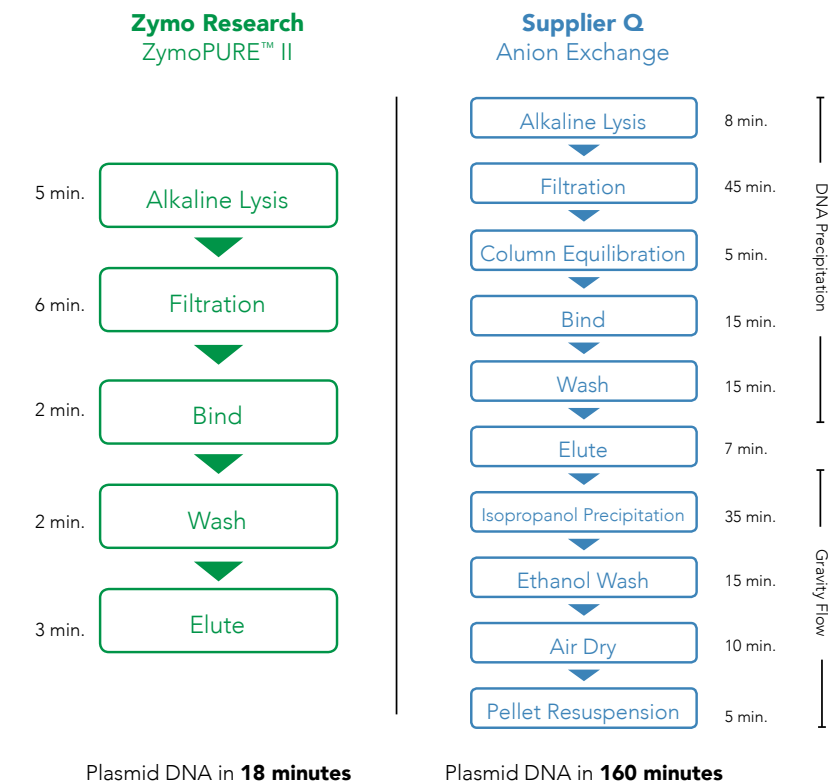 Zymo Research
ZymoPURE™ II
5 min.
Alkaline Lysis
6 min.
Filtration
2 min.
Bind
2 min.
Wash
3 min.
Elute
Plasmid DNA in 18 minutes
Supplier Q
Anion Exchange
Alkaline Lysis
8 min.
Filtration
45 min.
Column Equilibration
5 min.
Bind
15 min.
Wash
15 min.
Elute
7 min.
Isopropanol Precipitation
35 min.
Ethanol Wash
15 min.
Air Dry
10 min.
Pellet Resuspension
5 min.
DNA Precipitation
Gravity Flow
Plasmid DNA in 160 minutes